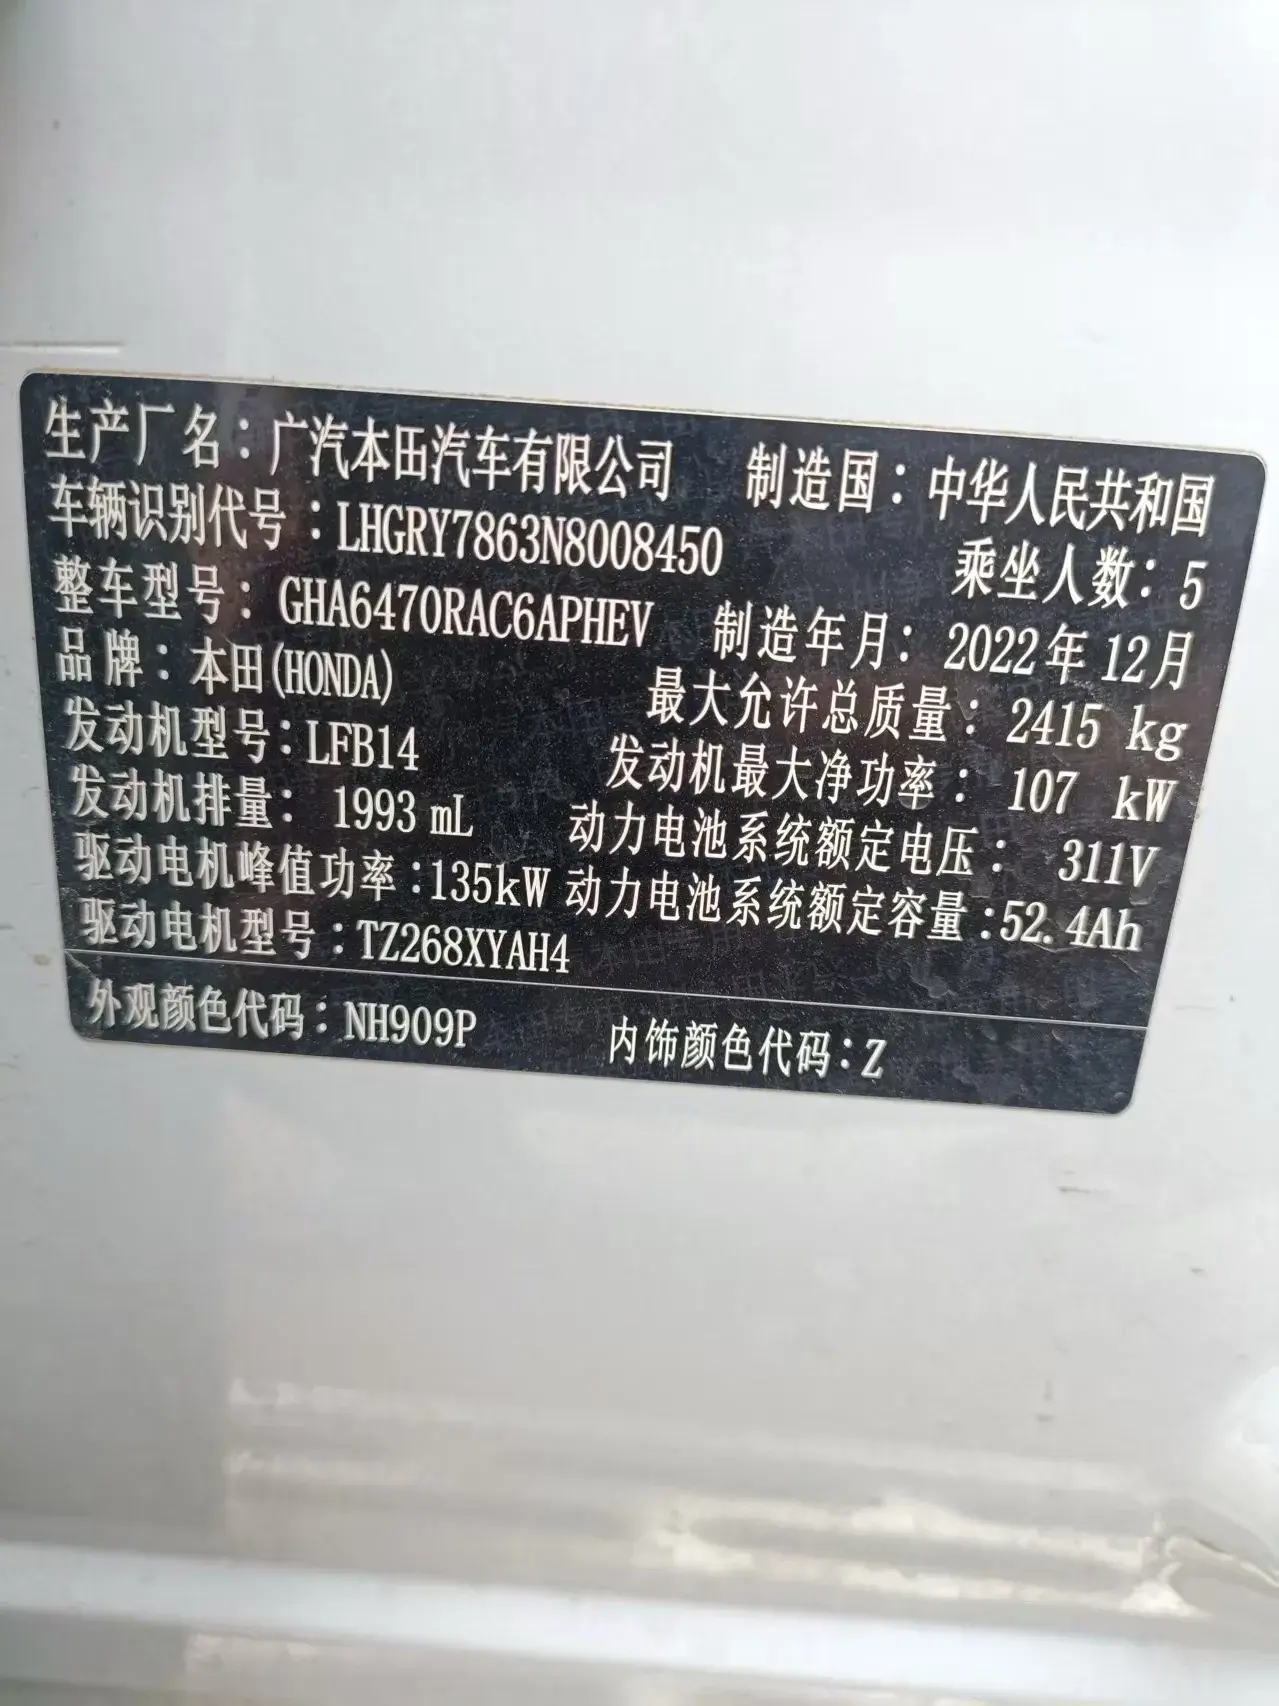 生产厂名：广汽本田汽车有限公司 制造国：中华人民共和国
车辆识别代号：LHGRY7863N8008450 乘坐人数：5
整车型号：GHA6470RAC6APHEV 制造年月：2022年12月
品牌：本田(HONDA) 最大允许总质量：2415 kg
发动机型号：LFB14 发动机最大净功率：107 kW
发动机排量：1993 mL 动力电池系统额定电压：311V
驱动电机峰值功率：135kW 动力电池系统额定容量：52.4Ah
驱动电机型号：TZ268XYAH4
外观颜色代码：NH909P 内饰颜色代码：Z